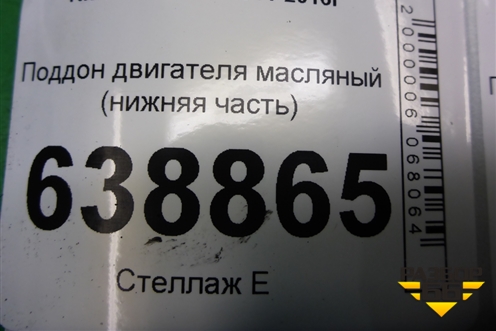 Поддон двигателя масляный
(нижняя часть)
638865
Стеллаж Е
2000006068064